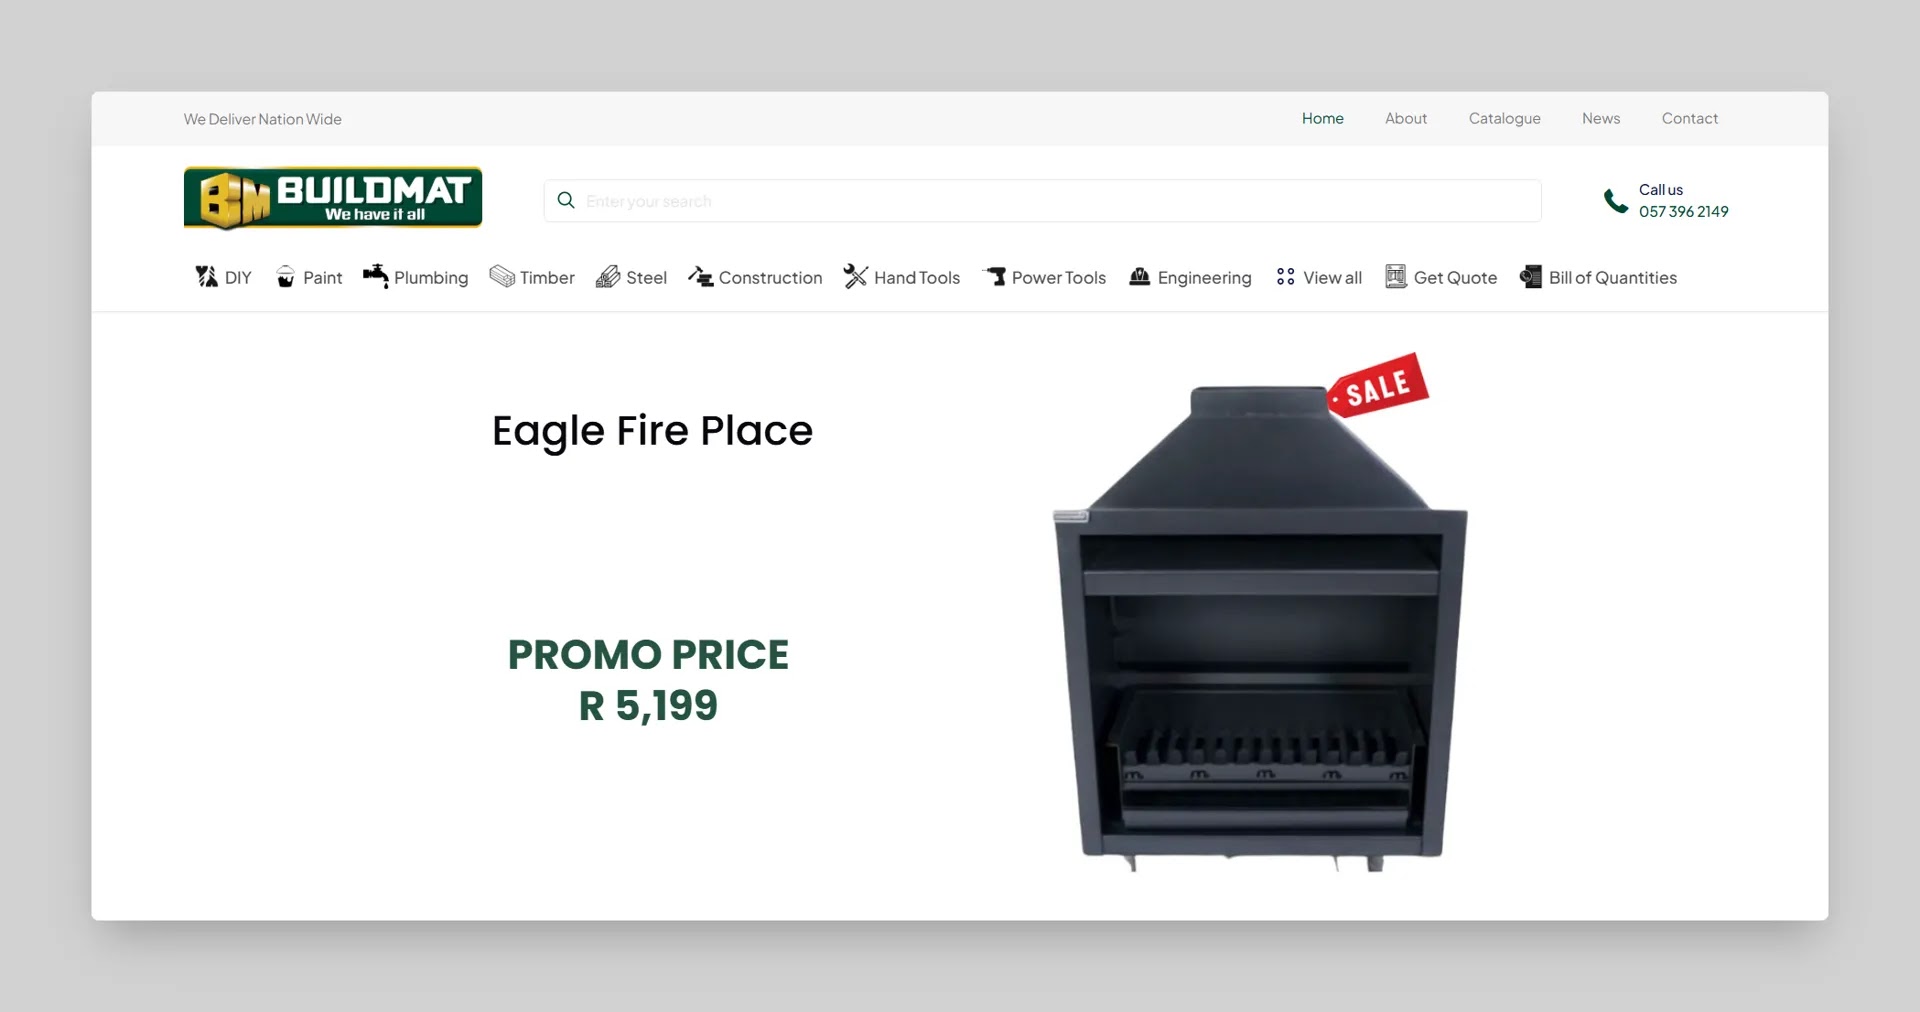 We Deliver Nation Wide
Home About Catalogue News Contact
BM BUILDMAT
We have it all
Enter your search
Call us
057 396 2149
DIY Paint Plumbing Timber Steel Construction Hand Tools Power Tools Engineering View all Get Quote Bill of Quantities
SALE
Eagle Fire Place
PROMO PRICE
R 5,199